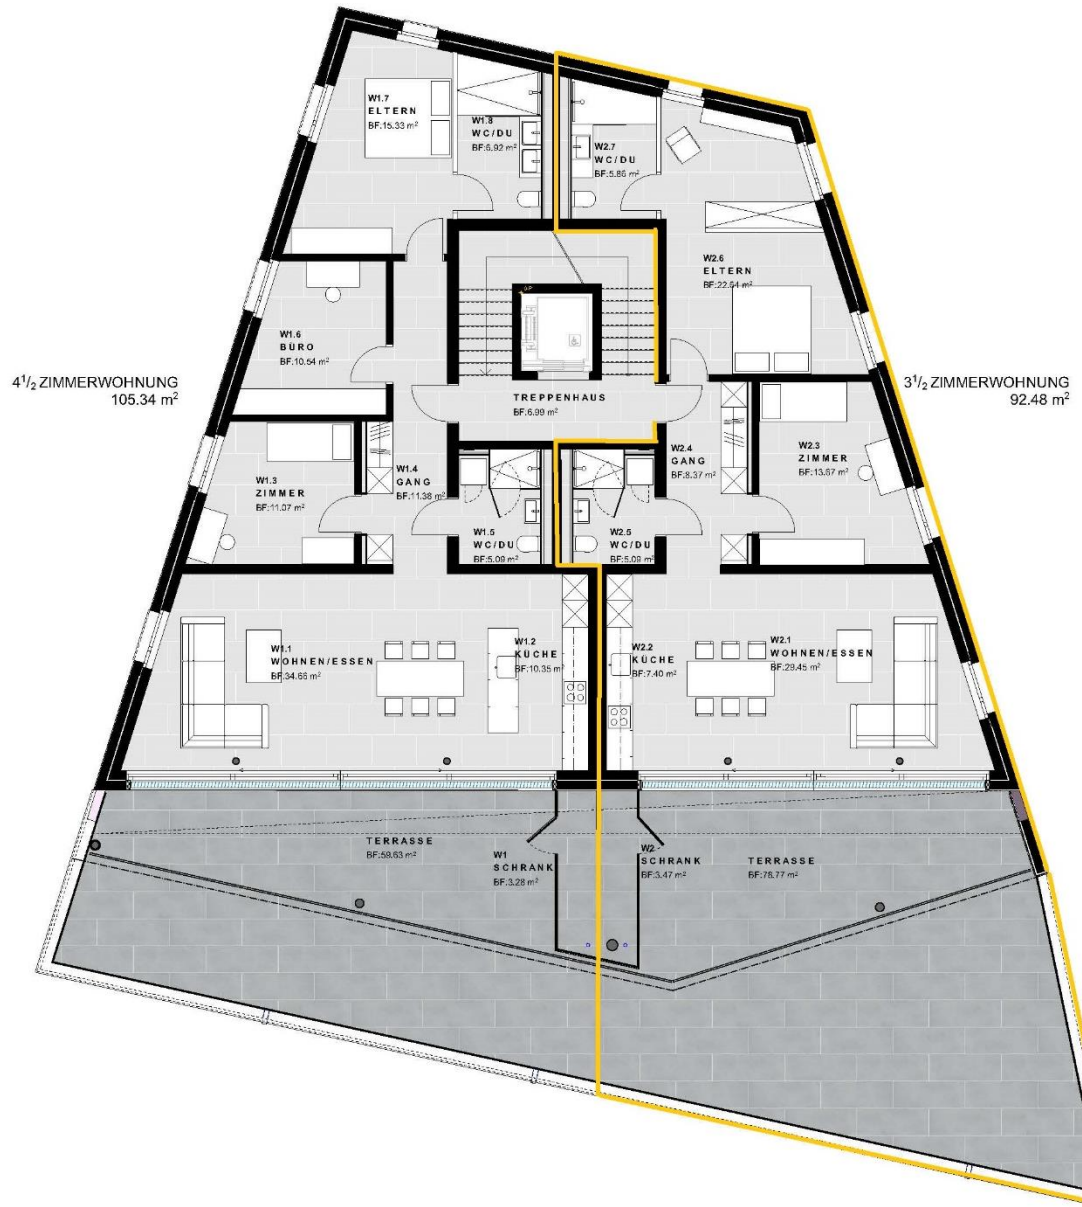 W1.7
ELTERN
BF:15.33 m²
W1.8
WC/DU
BF:6.92 m²
W2.7
WC/DU
BF:5.86 m²
W2.6
ELTERN
BF:22.64 m²
W1.6
BÜRO
BF:10.54 m²
4½ ZIMMERWOHNUNG
105.34 m²
3½ ZIMMERWOHNUNG
92.48 m²
TREPPENHAUS
BF:6.99 m²
W1.3
ZIMMER
BF:11.07 m²
W1.4
GANG
BF:11.38 m²
W2.4
GANG
BF:8.37 m²
W2.3
ZIMMER
BF:13.67 m²
W1.5
WC/DU
BF:5.09 m²
W2.5
WC/DU
BF:5.09 m²
W1.1
WOHNEN/ESSEN
BF:34.66 m²
W1.2
KÜCHE
BF:10.35 m²
W2.2
KÜCHE
BF:7.40 m²
W2.1
WOHNEN/ESSEN
BF:29.45 m²
TERRASSE
BF:59.63 m²
W1
SCHRANK
BF:3.28 m²
W2
SCHRANK
BF:3.47 m²
TERRASSE
BF:78.77 m²